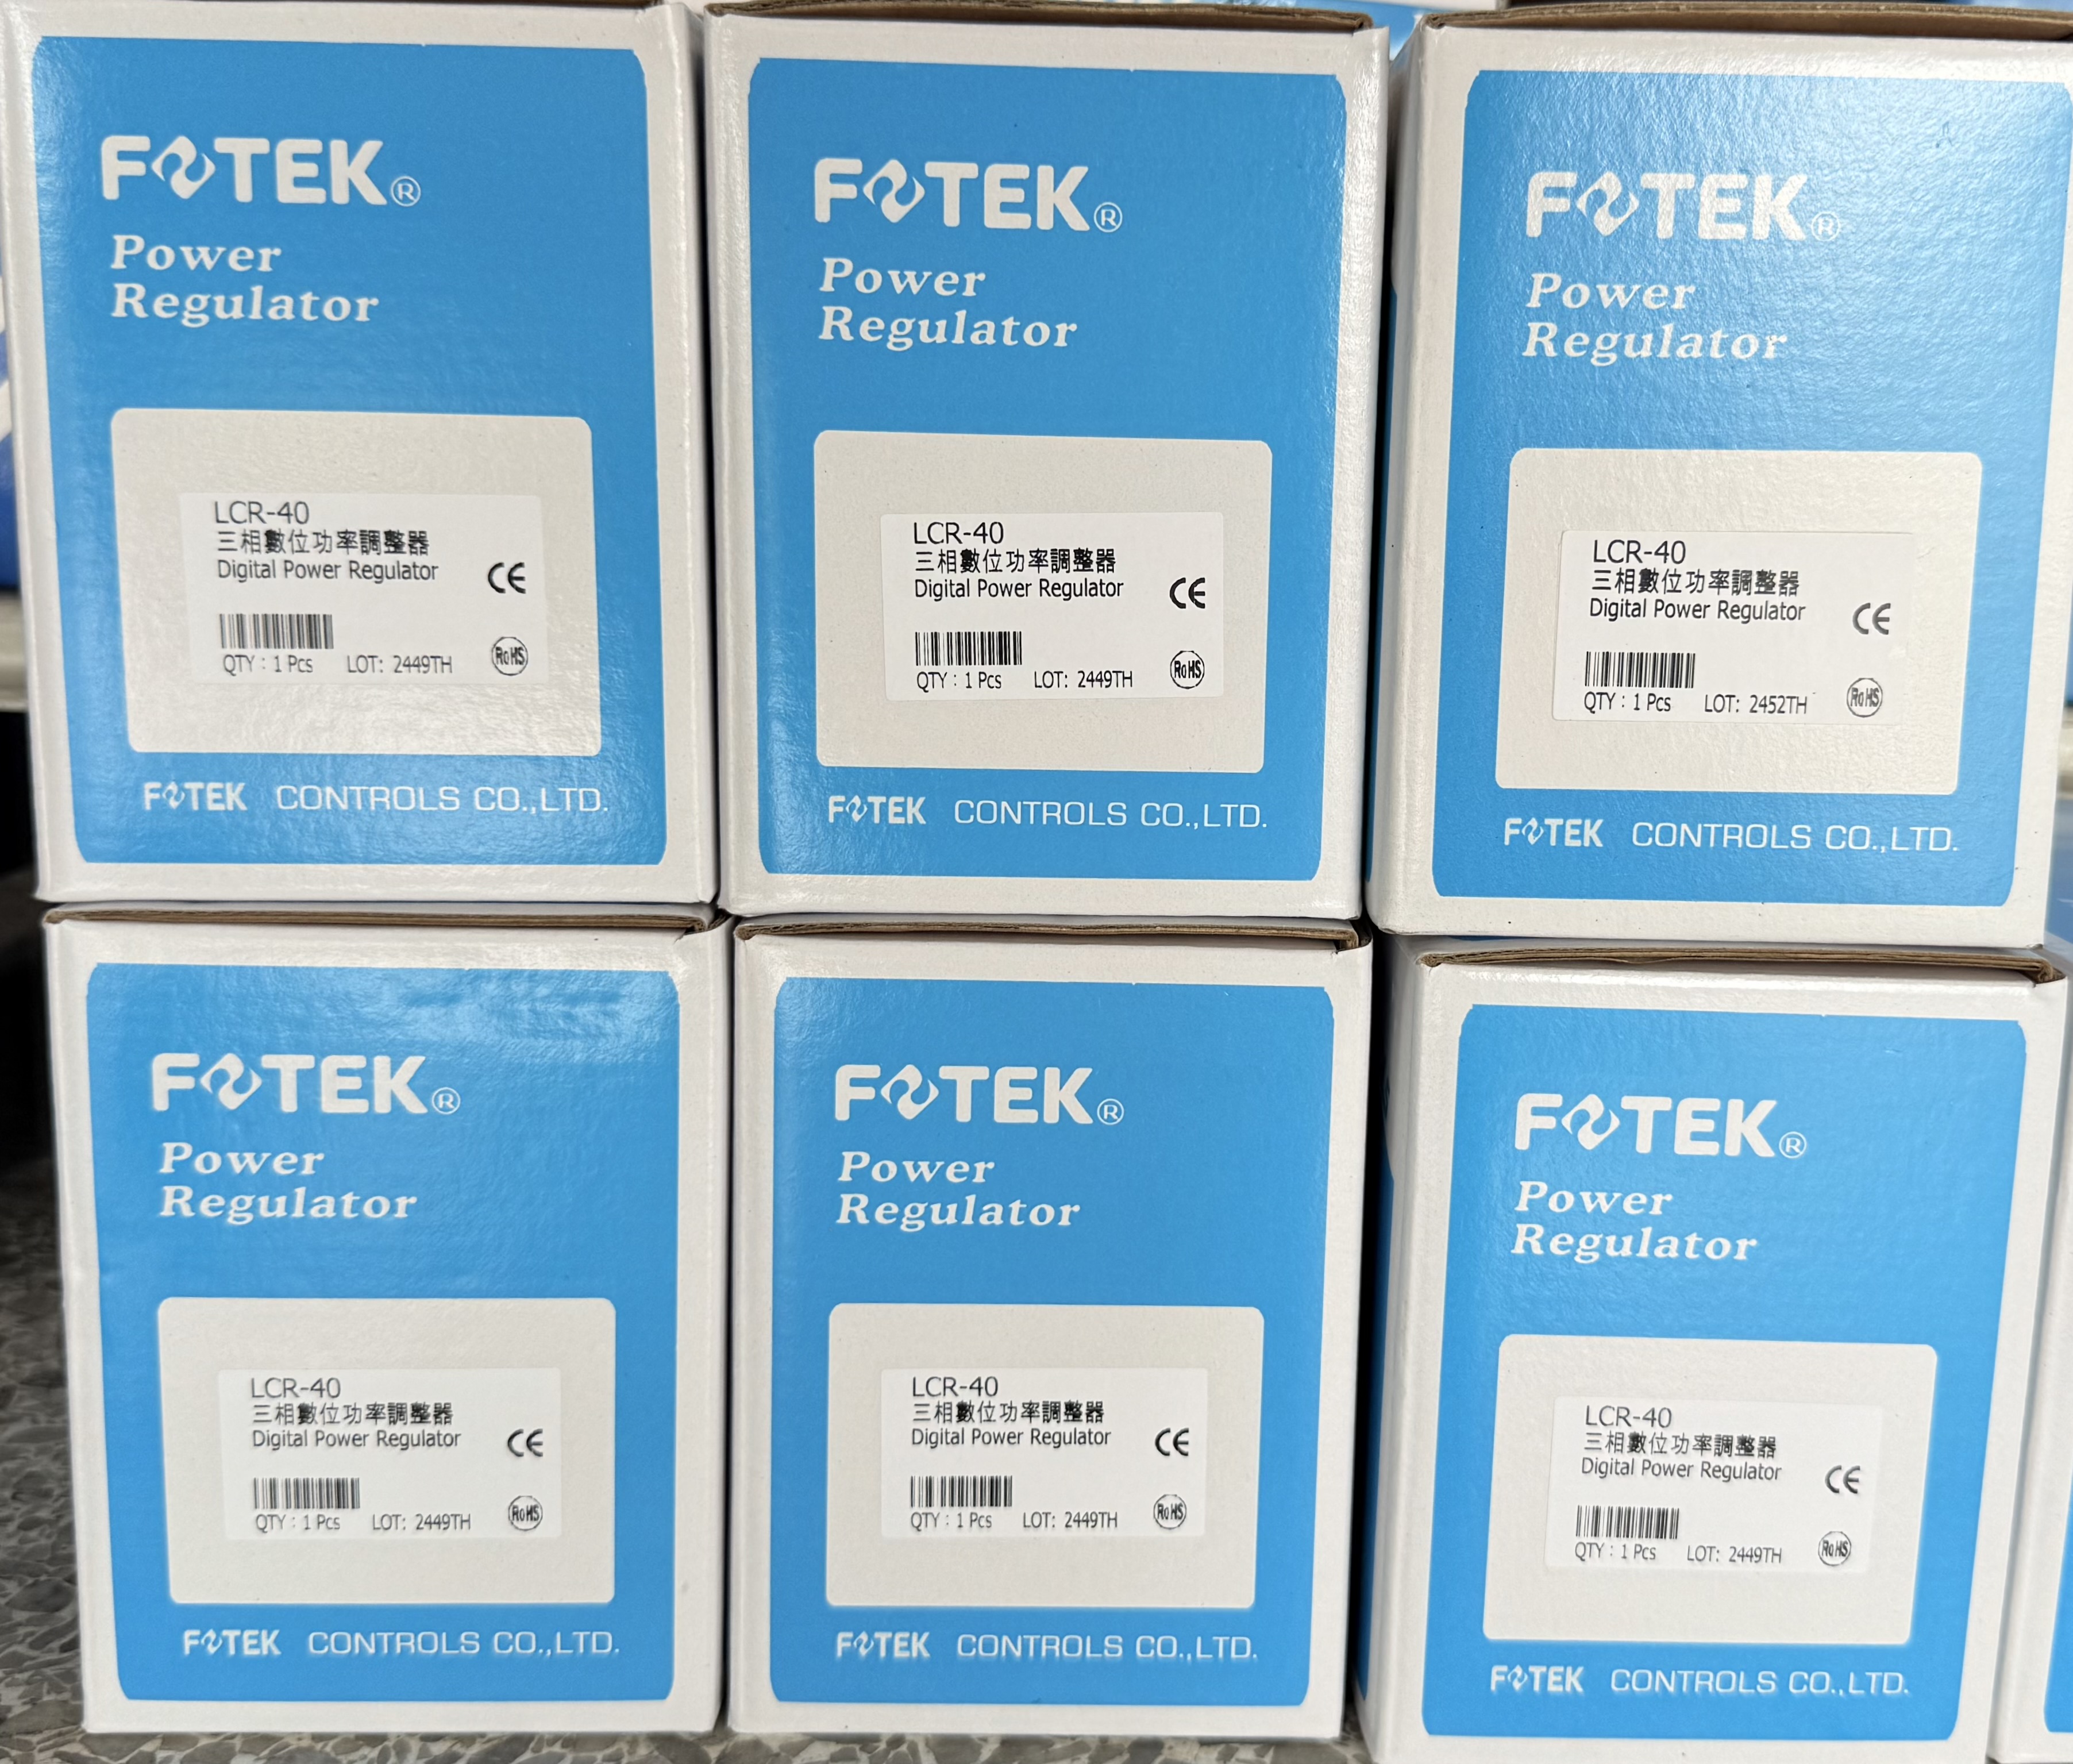 FOTEK®
Power
Regulator
LCR-40
三相數位功率調整器
Digital Power Regulator
CE
QTY：1 Pcs LOT: 2449TH
RoHS
FOTEK CONTROLS CO.,LTD.
FOTEK®
Power
Regulator
LCR-40
三相數位功率調整器
Digital Power Regulator
CE
QTY：1 Pcs LOT: 2449TH
RoHS
FOTEK CONTROLS CO.,LTD.
FOTEK®
Power
Regulator
LCR-40
三相數位功率調整器
Digital Power Regulator
CE
QTY：1 Pcs LOT: 2452TH
RoHS
FOTEK CONTROLS CO.,LTD.
FOTEK®
Power
Regulator
LCR-40
三相數位功率調整器
Digital Power Regulator
CE
QTY：1 Pcs LOT: 2449TH
RoHS
FOTEK CONTROLS CO.,LTD.
FOTEK®
Power
Regulator
LCR-40
三相數位功率調整器
Digital Power Regulator
CE
QTY：1 Pcs LOT: 2449TH
RoHS
FOTEK CONTROLS CO.,LTD.
FOTEK®
Power
Regulator
LCR-40
三相數位功率調整器
Digital Power Regulator
CE
QTY：1 Pcs LOT: 2449TH
RoHS
FOTEK CONTROLS CO.,LTD.